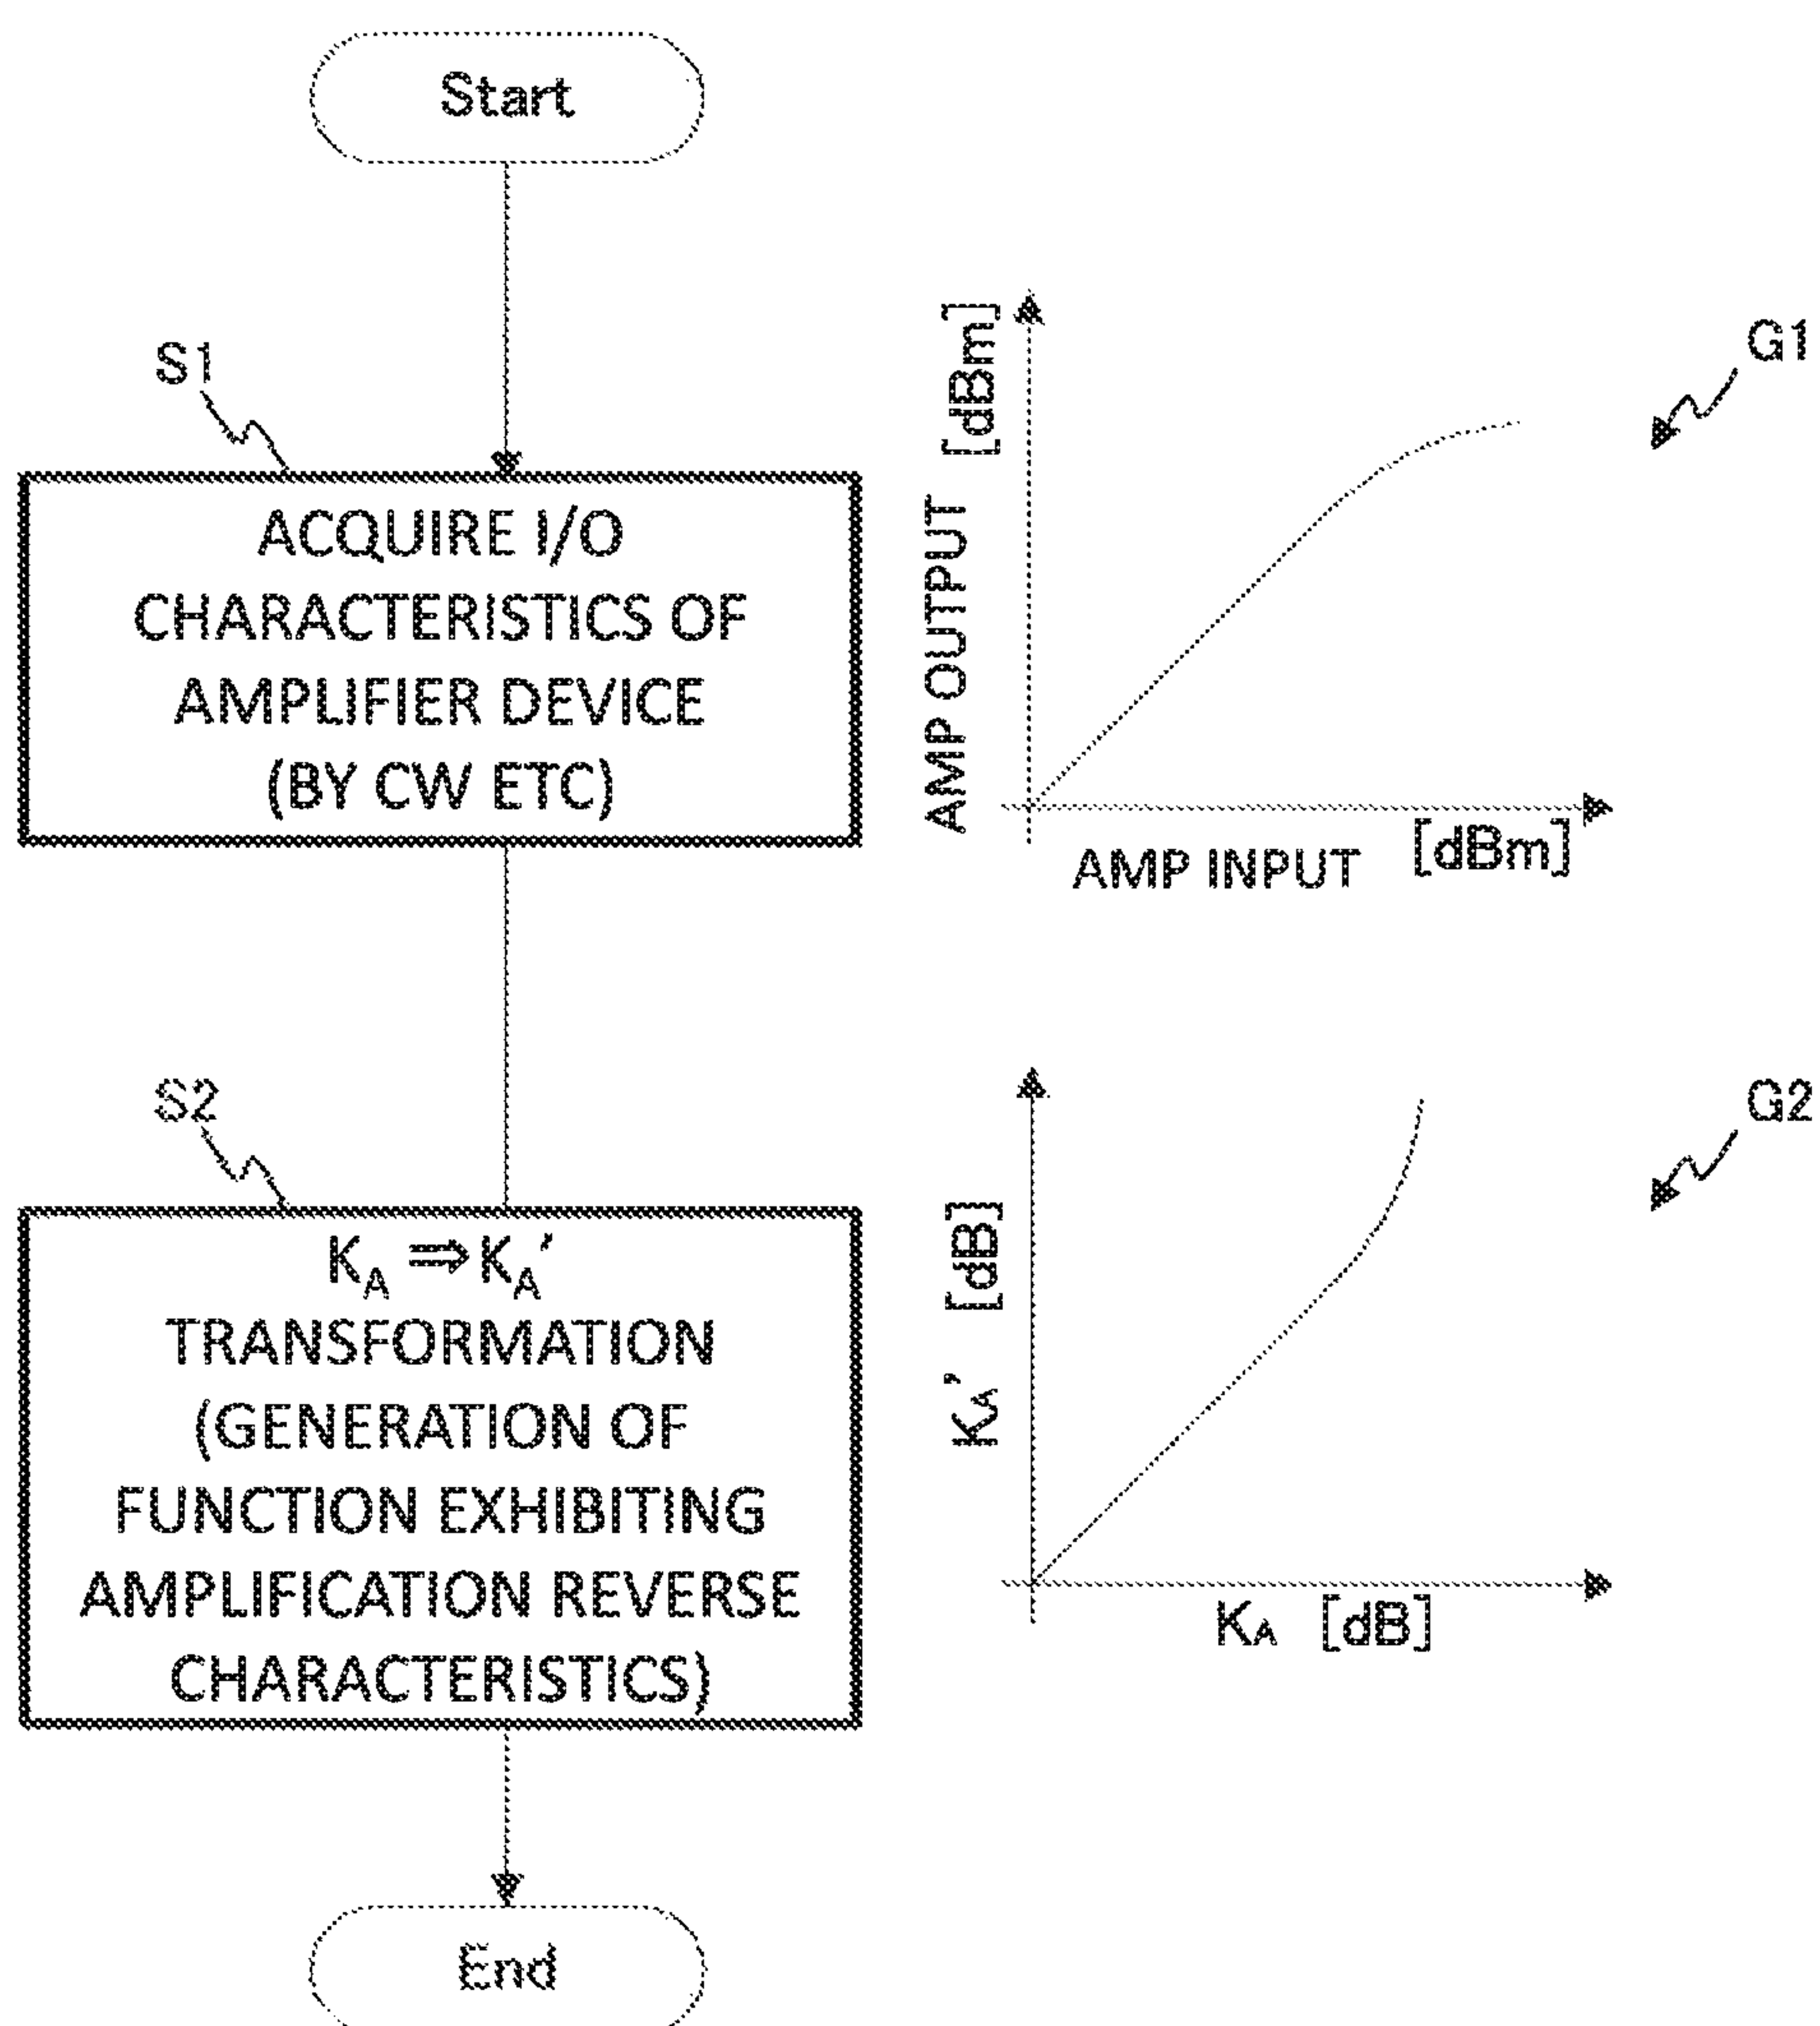 Start
S1
ACQUIRE I/O
CHARACTERISTICS OF
AMPLIFIER DEVICE
(BY CW ETC)
AMP OUTPUT [dBm]
G1
AMP INPUT [dBm]
S2
K_A ⇒ K_A′
TRANSFORMATION
(GENERATION OF
FUNCTION EXHIBITING
AMPLIFICATION REVERSE
CHARACTERISTICS)
K_A' [dB]
G2
K_A [dB]
End